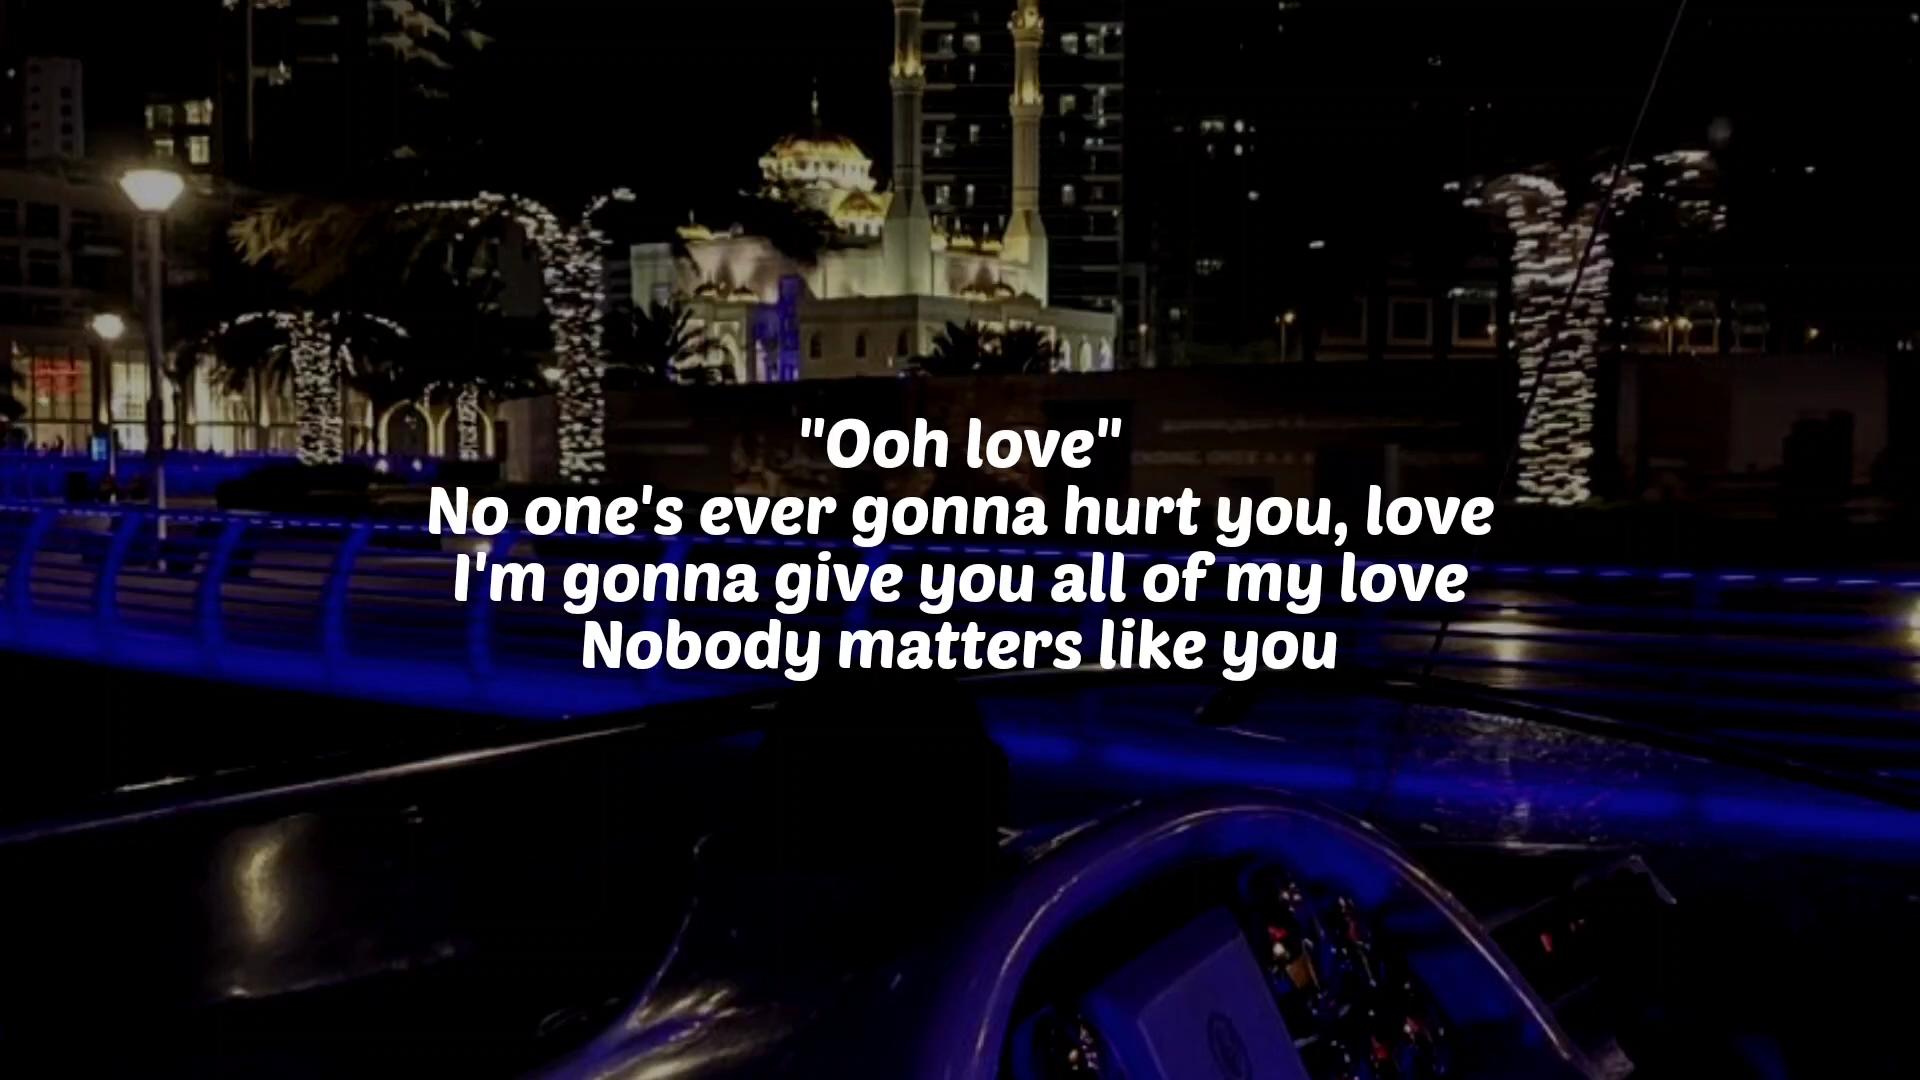 "Ooh love"
No one's ever gonna hurt you, love
I'm gonna give you all of my love
Nobody matters like you